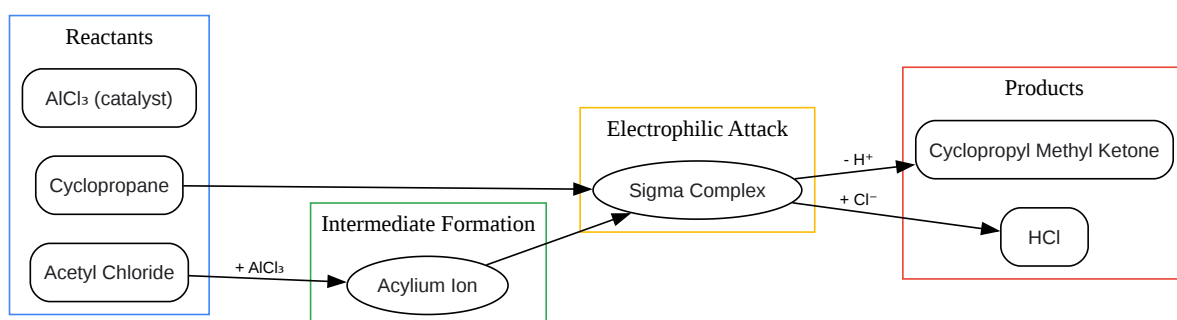 Reactants
AlCl₃ (catalyst)
Cyclopropane
Acetyl Chloride
+ AlCl₃
Intermediate Formation
Acylium Ion
Electrophilic Attack
Sigma Complex
- H⁺
+ Cl⁻
Products
Cyclopropyl Methyl Ketone
HCl